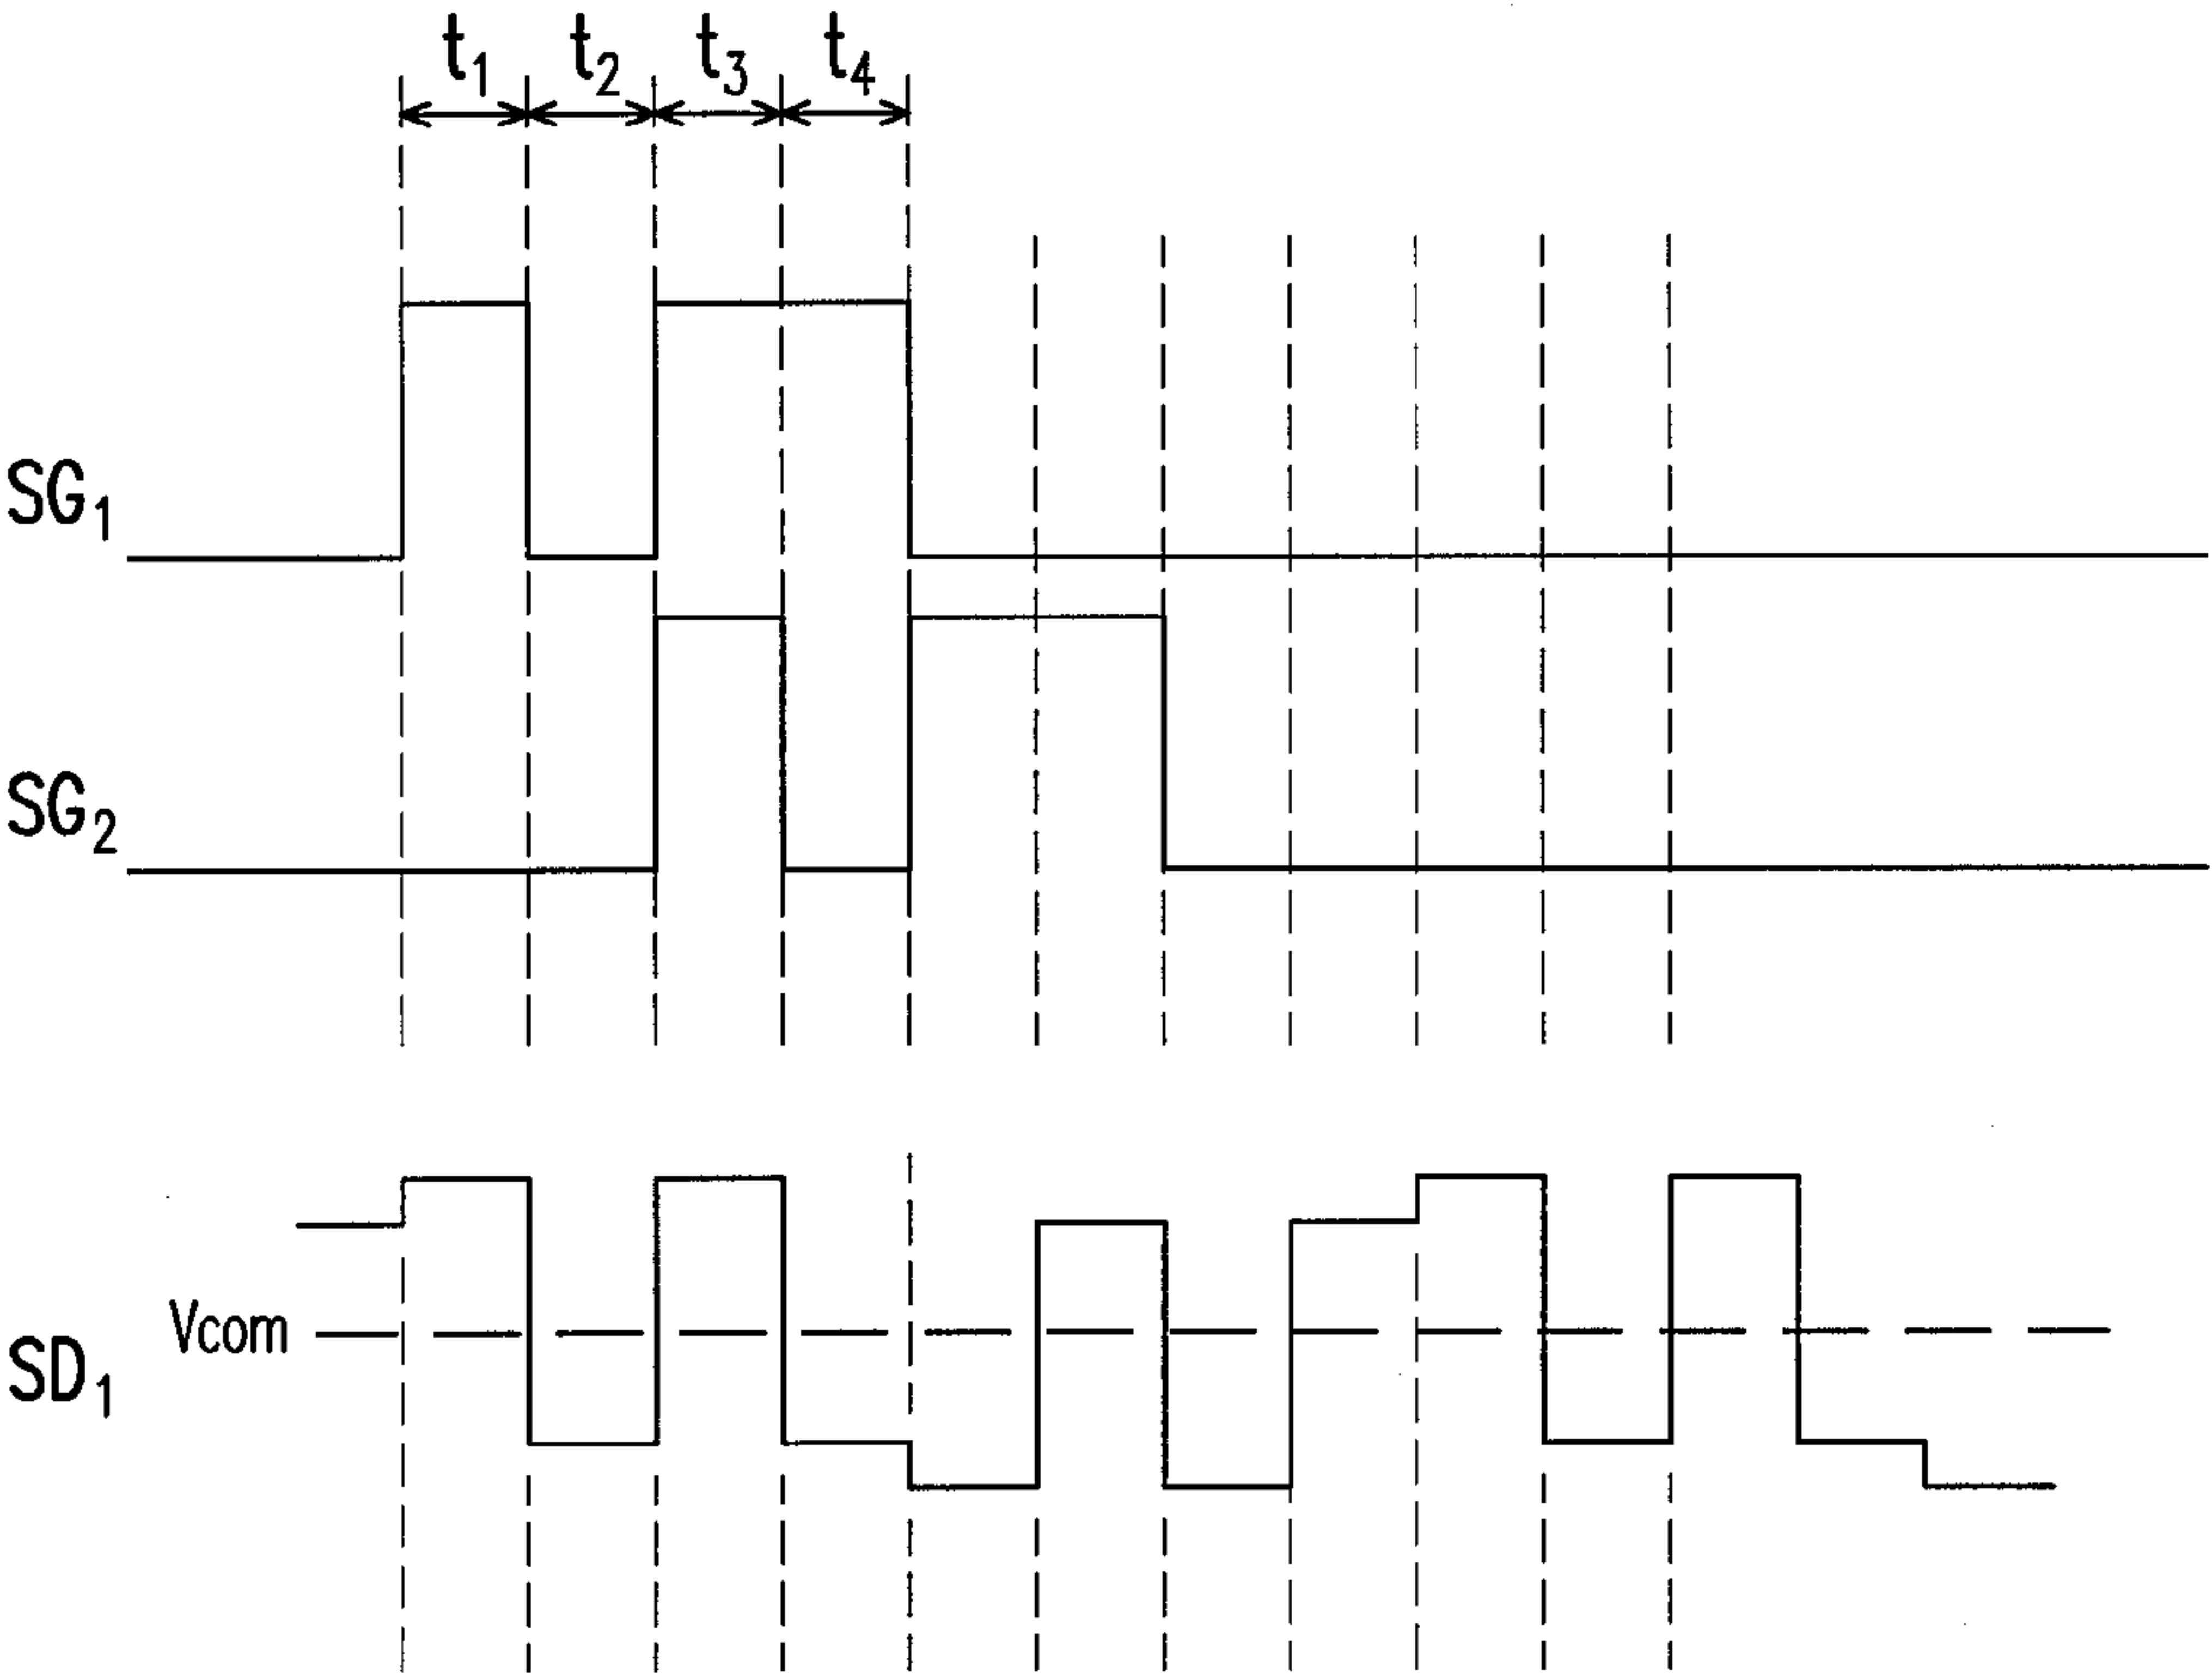 t₁ t₂ t₃ t₄
SG₁
SG₂
Vcom
SD₁